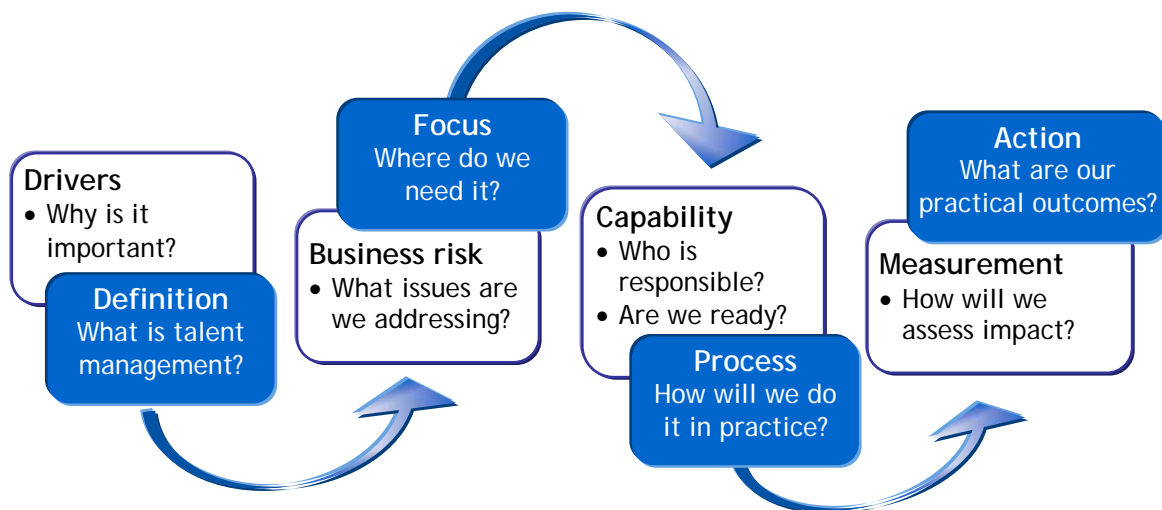 Drivers
• Why is it
important?
Definition
What is talent
management?
Focus
Where do we
need it?
Business risk
• What issues are
we addressing?
Capability
• Who is
responsible?
• Are we ready?
Process
How will we do
it in practice?
Action
What are our
practical outcomes?
Measurement
• How will we
assess impact?